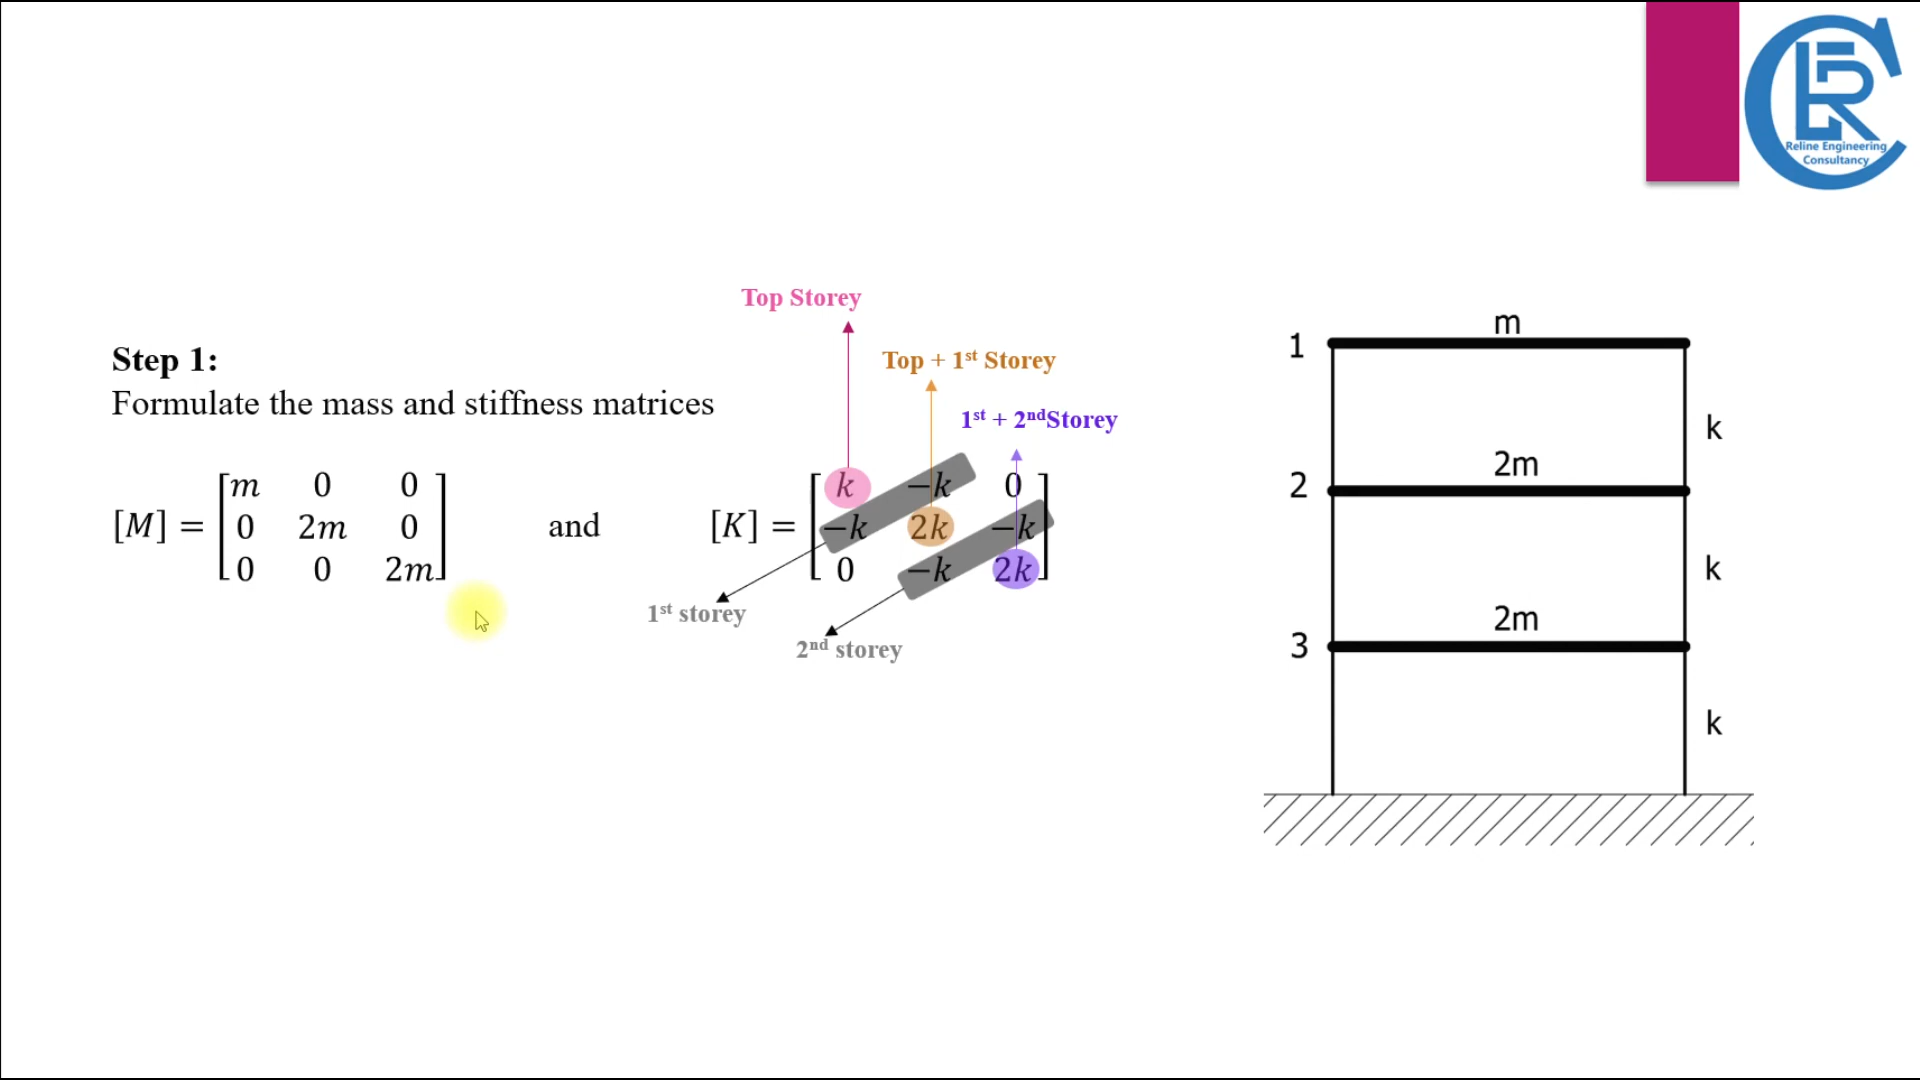 Reline Engineering
Consultancy
Top Storey
Top + 1st Storey
1st + 2ndStorey
Step 1:
Formulate the mass and stiffness matrices
[M] = [m 0 0
0 2m 0
0 0 2m]
and
[K] = [k −k 0
−k 2k −k
0 −k 2k]
1st storey
2nd storey
m
1
k
2m
2
k
2m
3
k